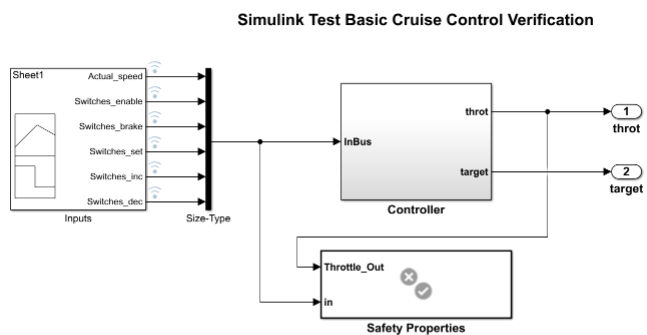 Simulink Test Basic Cruise Control Verification
Sheet1
Actual_speed
Switches_enable
Switches_brake
Switches_set
Switches_inc
Switches_dec
Inputs
Size-Type
InBus
throt
target
Controller
1
throt
2
target
Throttle_Out
in
Safety Properties